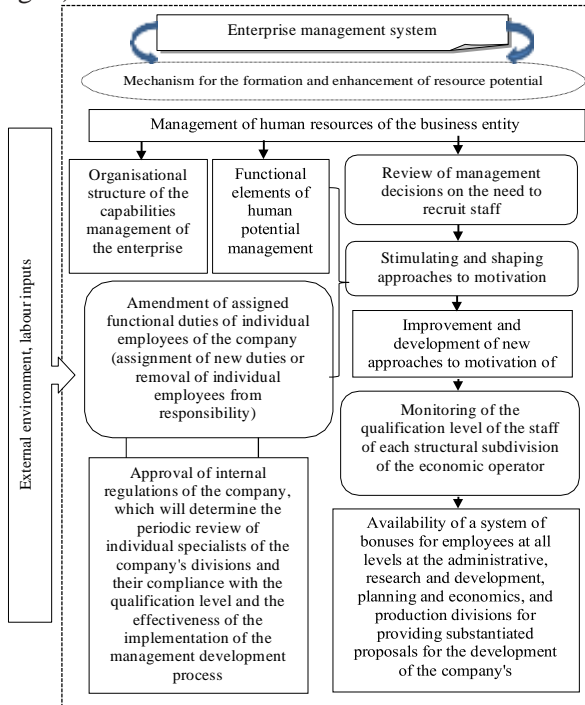 Enterprise management system
Mechanism for the formation and enhancement of resource potential
Management of human resources of the business entity
External environment, labour inputs
Organisational
structure of the
capabilities
management of
the enterprise
Functional
elements of
human
potential
management
Amendment of assigned
functional duties of individual
employees of the company
(assignment of new duties or
removal of individual
employees from
responsibility)
Approval of internal
regulations of the company,
which will determine the
periodic review of
individual specialists of the
company's divisions and
their compliance with the
qualification level and the
effectiveness of the
implementation of the
management development
process
Review of management
decisions on the need to
recruit staff
Stimulating and shaping
approaches to motivation
Improvement and
development of new
approaches to motivation of
Monitoring of the
qualification level of the staff
of each structural subdivision
of the economic operator
Availability of a system of
bonuses for employees at all
levels at the administrative,
research and development,
planning and economics, and
production divisions for
providing substantiated
proposals for the development
of the company's